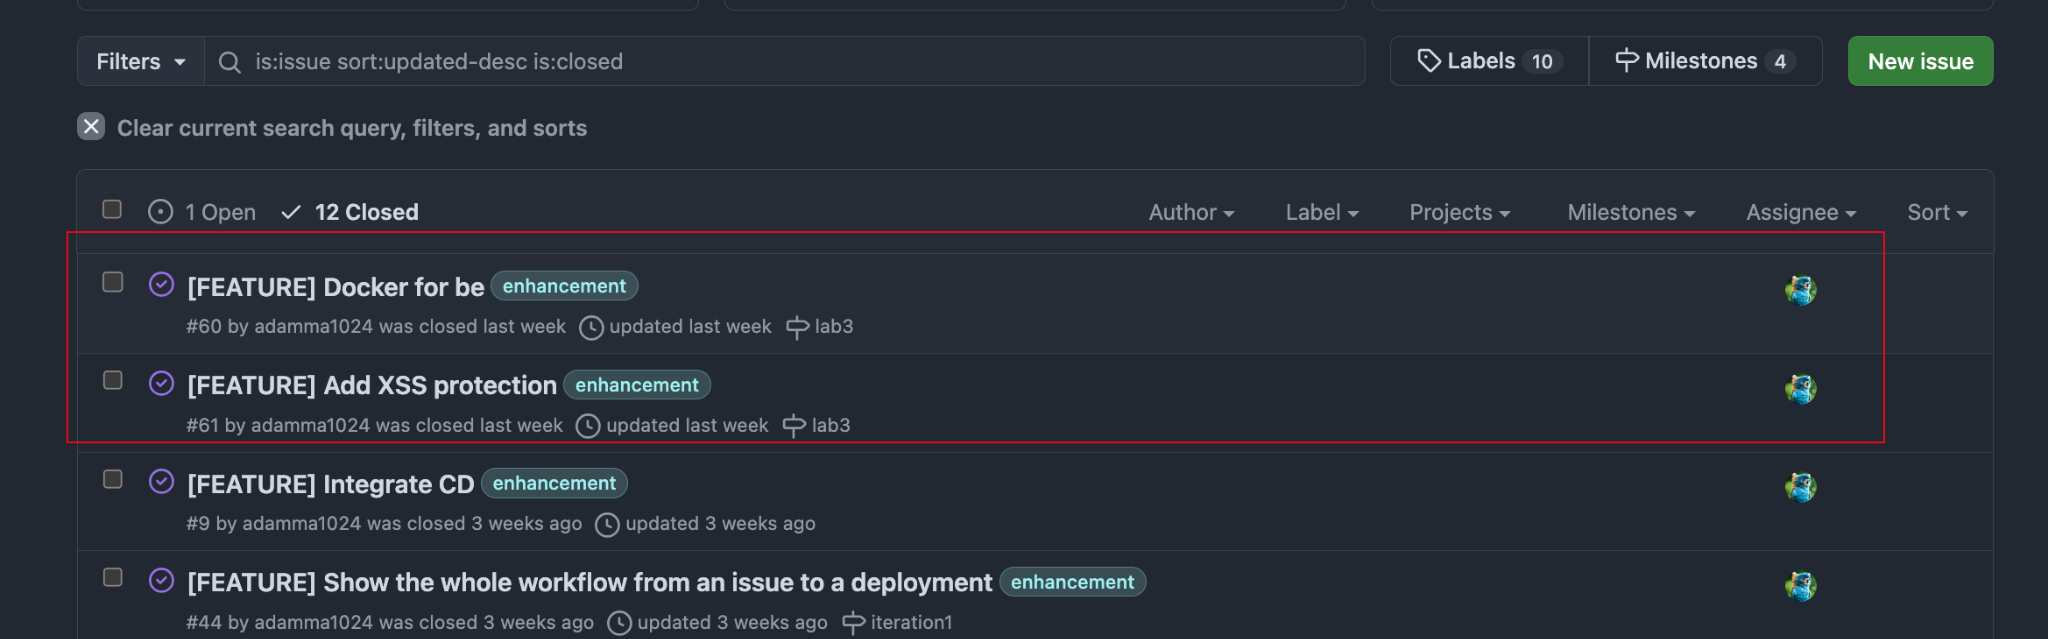 Filters is:issue sort:updated-desc is:closed Labels 10 Milestones 4 New issue
Clear current search query, filters, and sorts
1 Open 12 Closed Author Label Projects Milestones Assignee Sort
[FEATURE] Docker for be enhancement
#60 by adamma1024 was closed last week updated last week lab3
[FEATURE] Add XSS protection enhancement
#61 by adamma1024 was closed last week updated last week lab3
[FEATURE] Integrate CD enhancement
#9 by adamma1024 was closed 3 weeks ago updated 3 weeks ago
[FEATURE] Show the whole workflow from an issue to a deployment enhancement
#44 by adamma1024 was closed 3 weeks ago updated 3 weeks ago iteration1